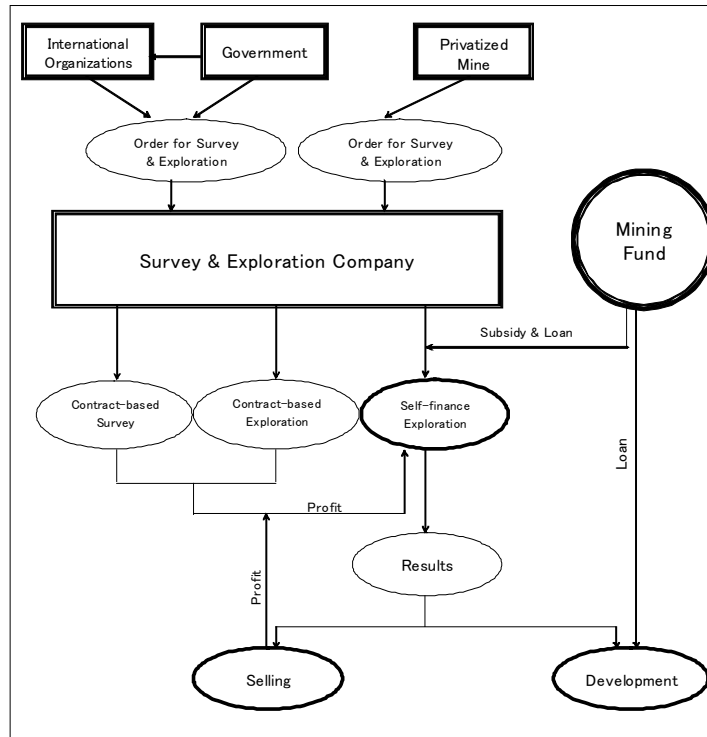 International
Organizations
Government
Privatized
Mine
Order for Survey
& Exploration
Order for Survey
& Exploration
Mining
Fund
Survey & Exploration Company
Subsidy & Loan
Contract-based
Survey
Contract-based
Exploration
Self-finance
Exploration
Loan
Profit
Results
Profit
Selling
Development